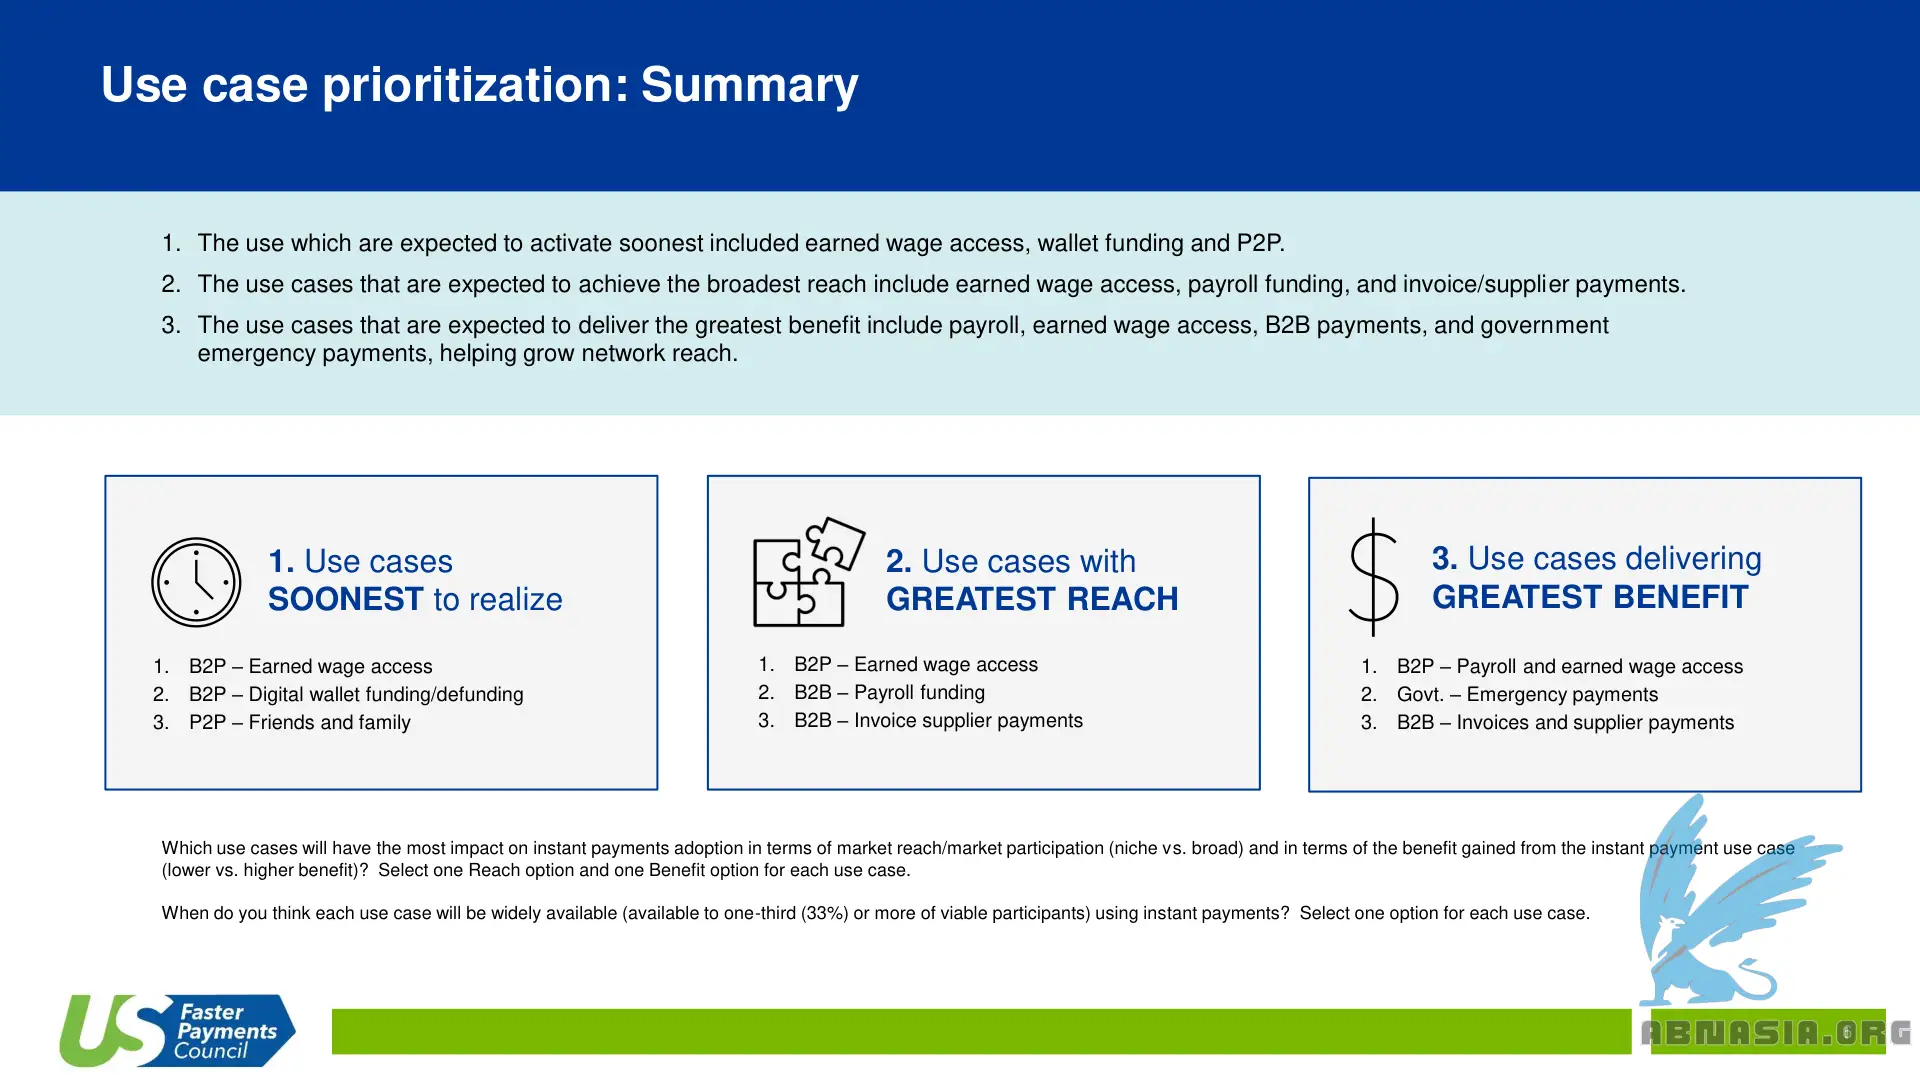 Use case prioritization: Summary
1. The use which are expected to activate soonest included earned wage access, wallet funding and P2P.
2. The use cases that are expected to achieve the broadest reach include earned wage access, payroll funding, and invoice/supplier payments.
3. The use cases that are expected to deliver the greatest benefit include payroll, earned wage access, B2B payments, and government
emergency payments, helping grow network reach.
1. Use cases
SOONEST to realize
1. B2P – Earned wage access
2. B2P – Digital wallet funding/defunding
3. P2P – Friends and family
2. Use cases with
GREATEST REACH
1. B2P – Earned wage access
2. B2B – Payroll funding
3. B2B – Invoice supplier payments
3. Use cases delivering
GREATEST BENEFIT
1. B2P – Payroll and earned wage access
2. Govt. – Emergency payments
3. B2B – Invoices and supplier payments
Which use cases will have the most impact on instant payments adoption in terms of market reach/market participation (niche vs. broad) and in terms of the benefit gained from the instant payment use case
(lower vs. higher benefit)? Select one Reach option and one Benefit option for each use case.
When do you think each use case will be widely available (available to one-third (33%) or more of viable participants) using instant payments? Select one option for each use case.
US Faster
Payments
Council
ABNASIA.ORG